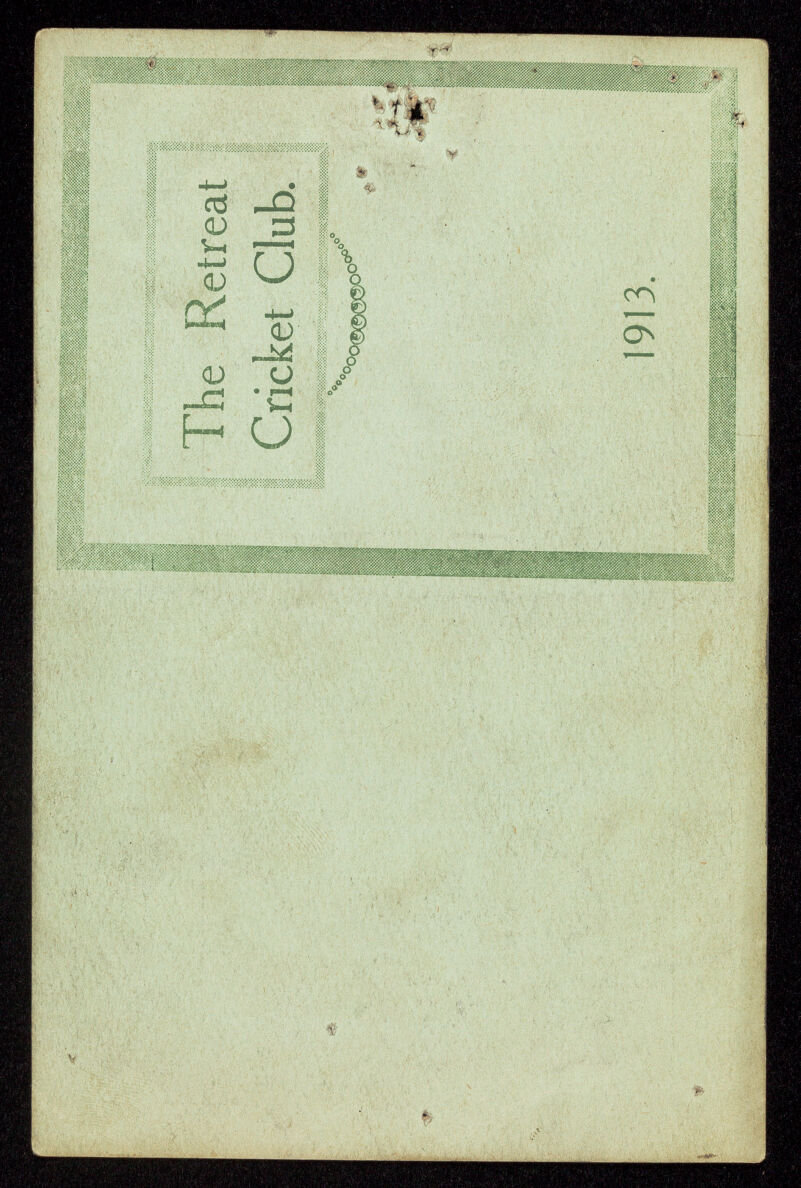 The Retreat
Cricket Club.
1913.